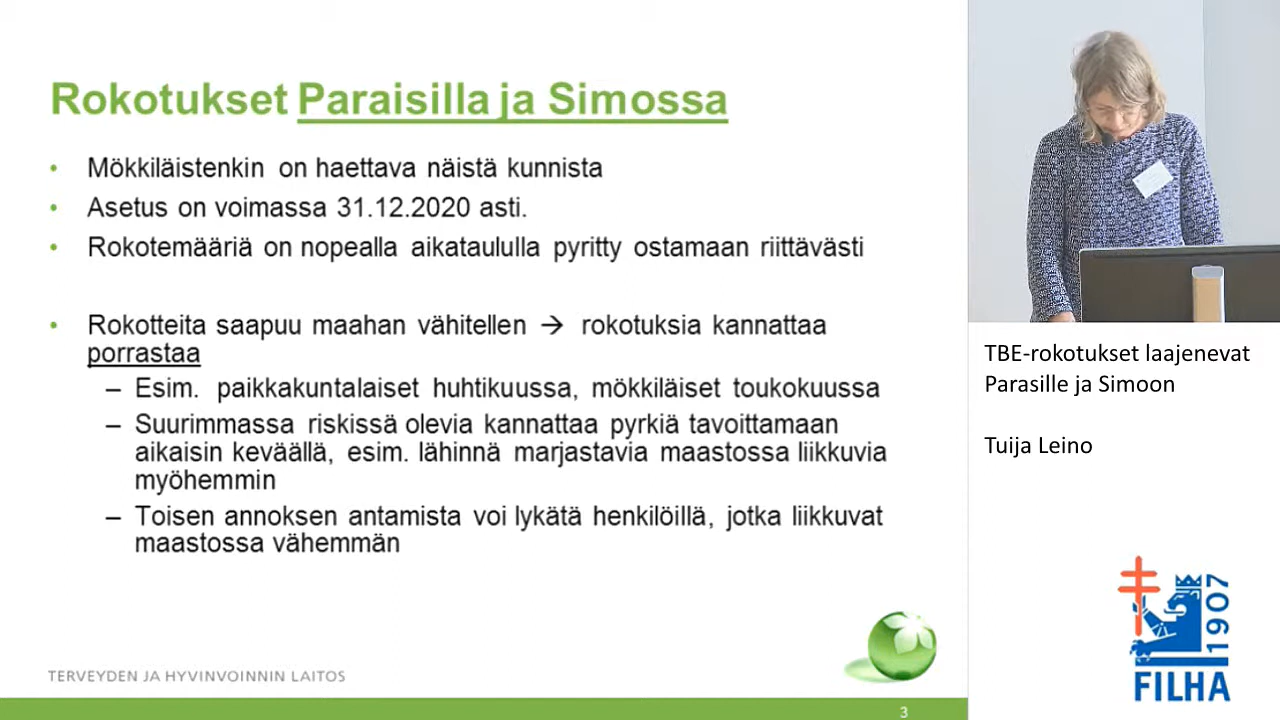 Rokotukset Paraisilla ja Simossa
• Mökkiläistenkin on haettava näistä kunnista
• Asetus on voimassa 31.12.2020 asti.
• Rokotemääriä on nopealla aikataululla pyritty ostamaan riittävästi
• Rokotteita saapuu maahan vähitellen → rokotuksia kannattaa
porrastaa
– Esim. paikkakuntalaiset huhtikuussa, mökkiläiset toukokuussa
– Suurimmassa riskissä olevia kannattaa pyrkiä tavoittamaan
aikaisin keväällä, esim. lähinnä marjastavia maastossa liikkuvia
myöhemmin
– Toisen annoksen antamista voi lykätä henkilöillä, jotka liikkuvat
maastossa vähemmän
TERVEYDEN JA HYVINVOINNIN LAITOS
3
TBE-rokotukset laajenevat
Parasille ja Simoon
Tuija Leino
1907
FILHA